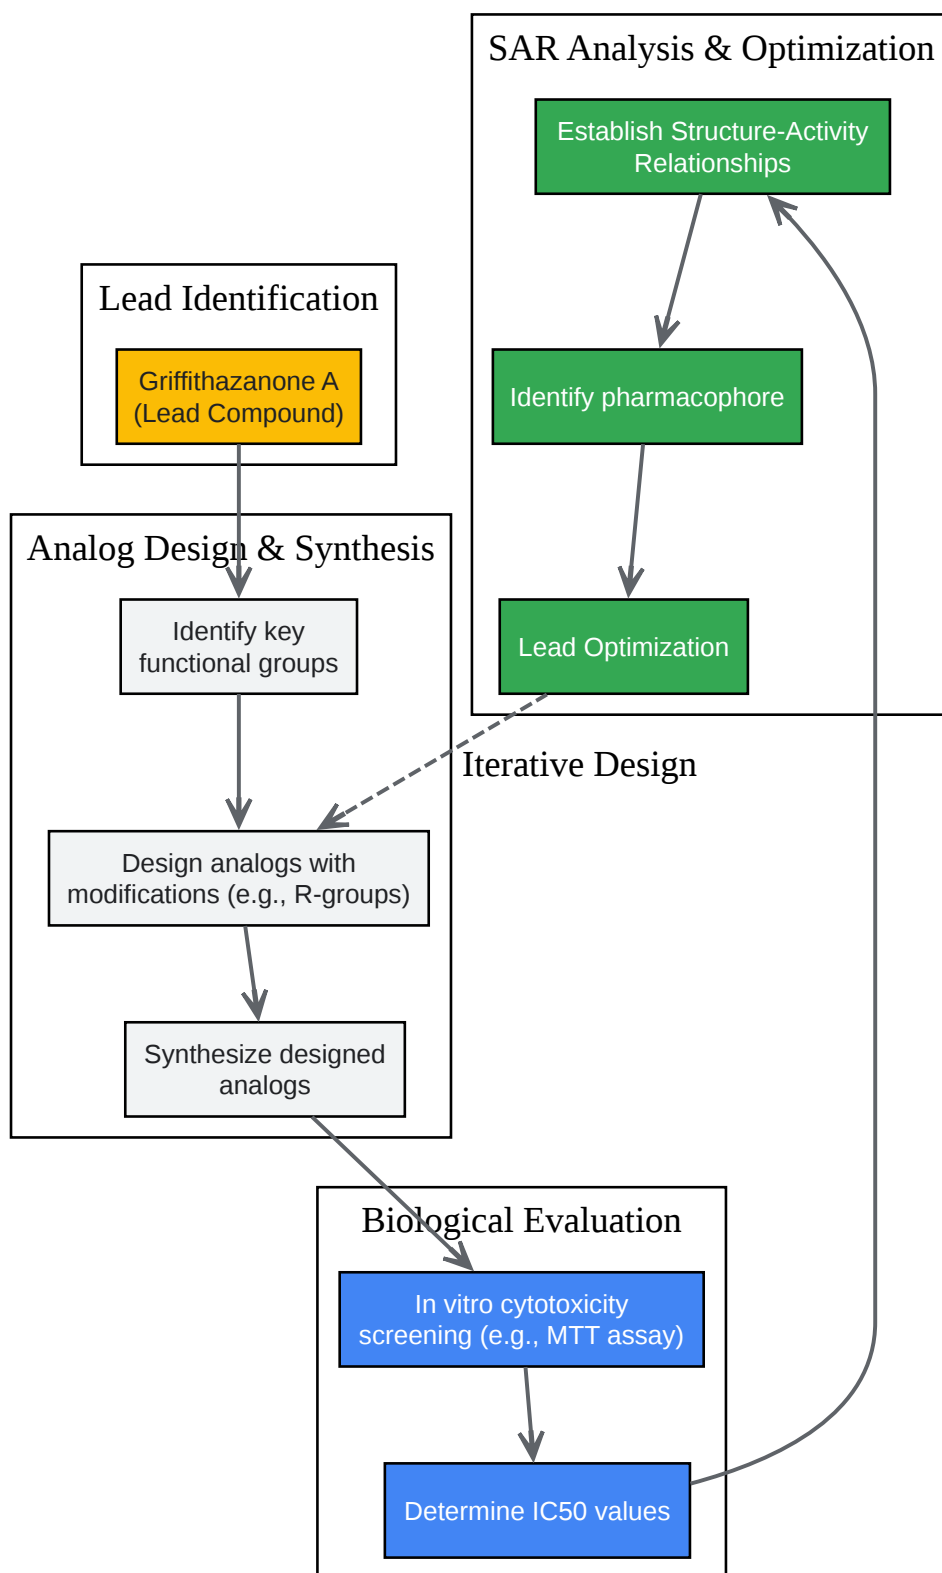 SAR Analysis & Optimization
Establish Structure-Activity
Relationships
Lead Identification
Griffithazanone A
(Lead Compound)
Identify pharmacophore
Analog Design & Synthesis
Identify key
functional groups
Lead Optimization
Iterative Design
Design analogs with
modifications (e.g., R-groups)
Synthesize designed
analogs
Biological Evaluation
In vitro cytotoxicity
screening (e.g., MTT assay)
Determine IC50 values